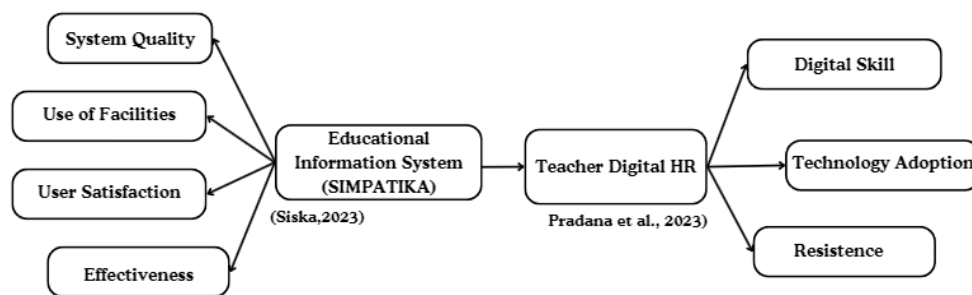 System Quality
Use of Facilities
User Satisfaction
Effectiveness
Educational
Information System
(SIMPATIKA)
(Siska,2023)
Teacher Digital HR
Pradana et al., 2023)
Digital Skill
Technology Adoption
Resistence